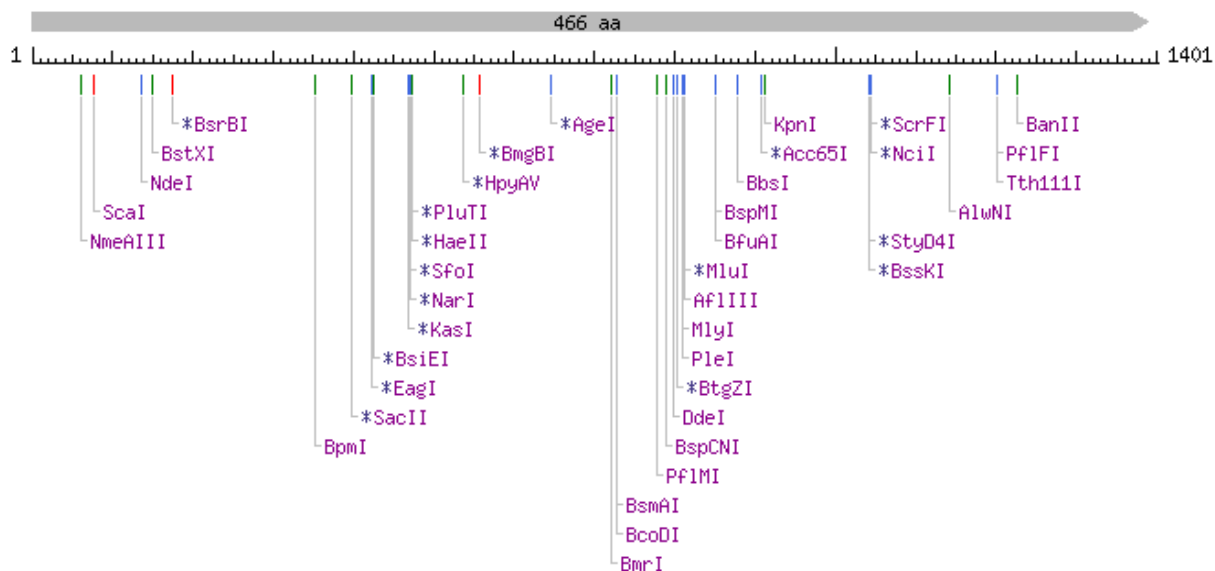 466 aa
1 1401
*BsrBI *AgeI KpnI *ScrFI BanII
BstXI *BmgBI *Acc65I *NciI PflFI
NdeI *HpyAV BbsI Tth111I
ScaI *PluTI BspMI AlwNI
NmeAIII *HaeII BfuAI *StyD4I
*SfoI *MluI *BssKI
*NarI AflIII
*KasI MlyI
*BsiEI PleI
*EagI *BtgZI
*SacII DdeI
BpmI BspCNI
PflMI
BsmAI
BcoDI
BmrI